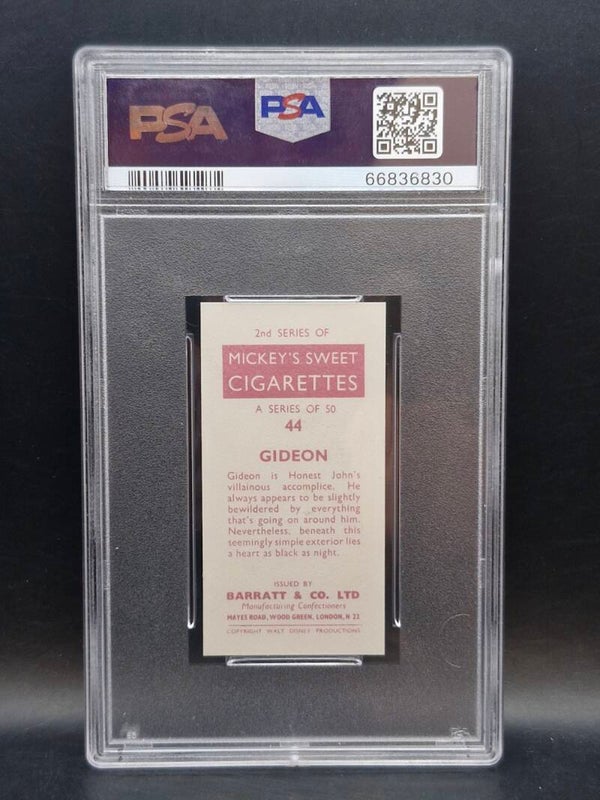 PSA
PSA
66836830
2nd SERIES OF
MICKEY'S SWEET
CIGARETTES
A SERIES OF 50
44
GIDEON
Gideon is Honest John's
villainous accomplice. He
always appears to be slightly
bewildered by everything
that's going on around him.
Nevertheless, beneath this
seemingly simple exterior lies
a heart as black as night.
ISSUED BY
BARRATT & CO. LTD
Manufacturing Confectioners
MAYES ROAD, WOOD GREEN, LONDON, N 22
COPYRIGHT WALT DISNEY PRODUCTIONS